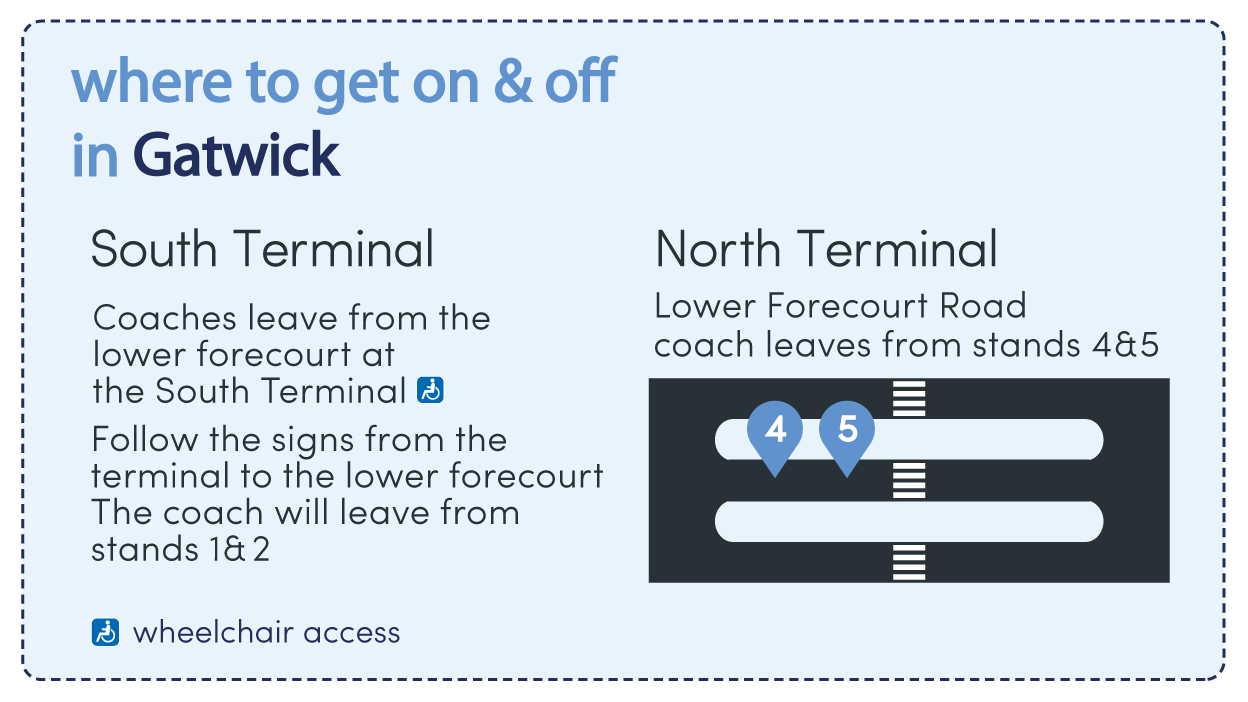 where to get on & off
in Gatwick
South Terminal
Coaches leave from the
lower forecourt at
the South Terminal
Follow the signs from the
terminal to the lower forecourt
The coach will leave from
stands 1&2
wheelchair access
North Terminal
Lower Forecourt Road
coach leaves from stands 4&5
4 5